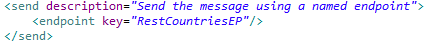 <send description="Send the message using a named endpoint">
<endpoint key="RestCountriesEP"/>
</send>